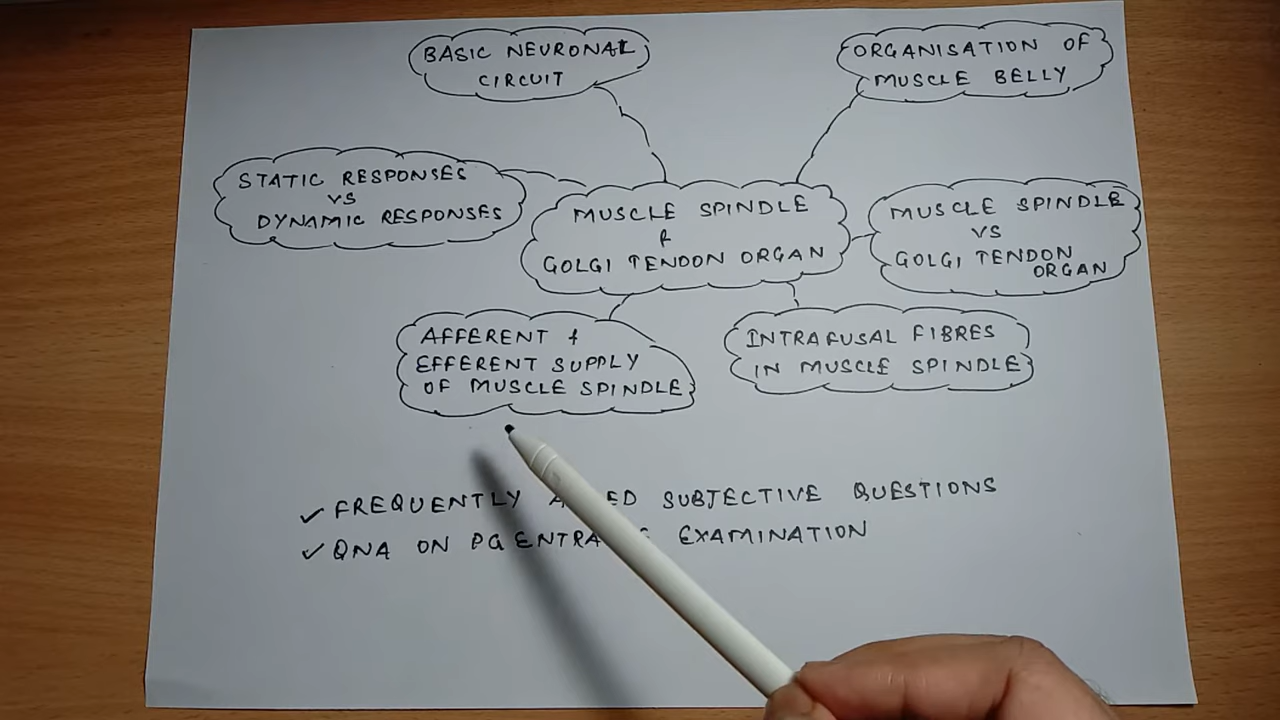 BASIC NEURONAL
CIRCUIT
ORGANISATION OF
MUSCLE BELLY
STATIC RESPONSES
VS
DYNAMIC RESPONSES
MUSCLE SPINDLE
&
GOLGI TENDON ORGAN
MUSCLE SPINDLE
VS
GOLGI TENDON
ORGAN
AFFERENT &
EFFERENT SUPPLY
OF MUSCLE SPINDLE
INTRAFUSAL FIBRES
IN MUSCLE SPINDLE
✓ FREQUENTLY SUBJECTIVE QUESTIONS
✓ QNA ON PG EXAMINATION